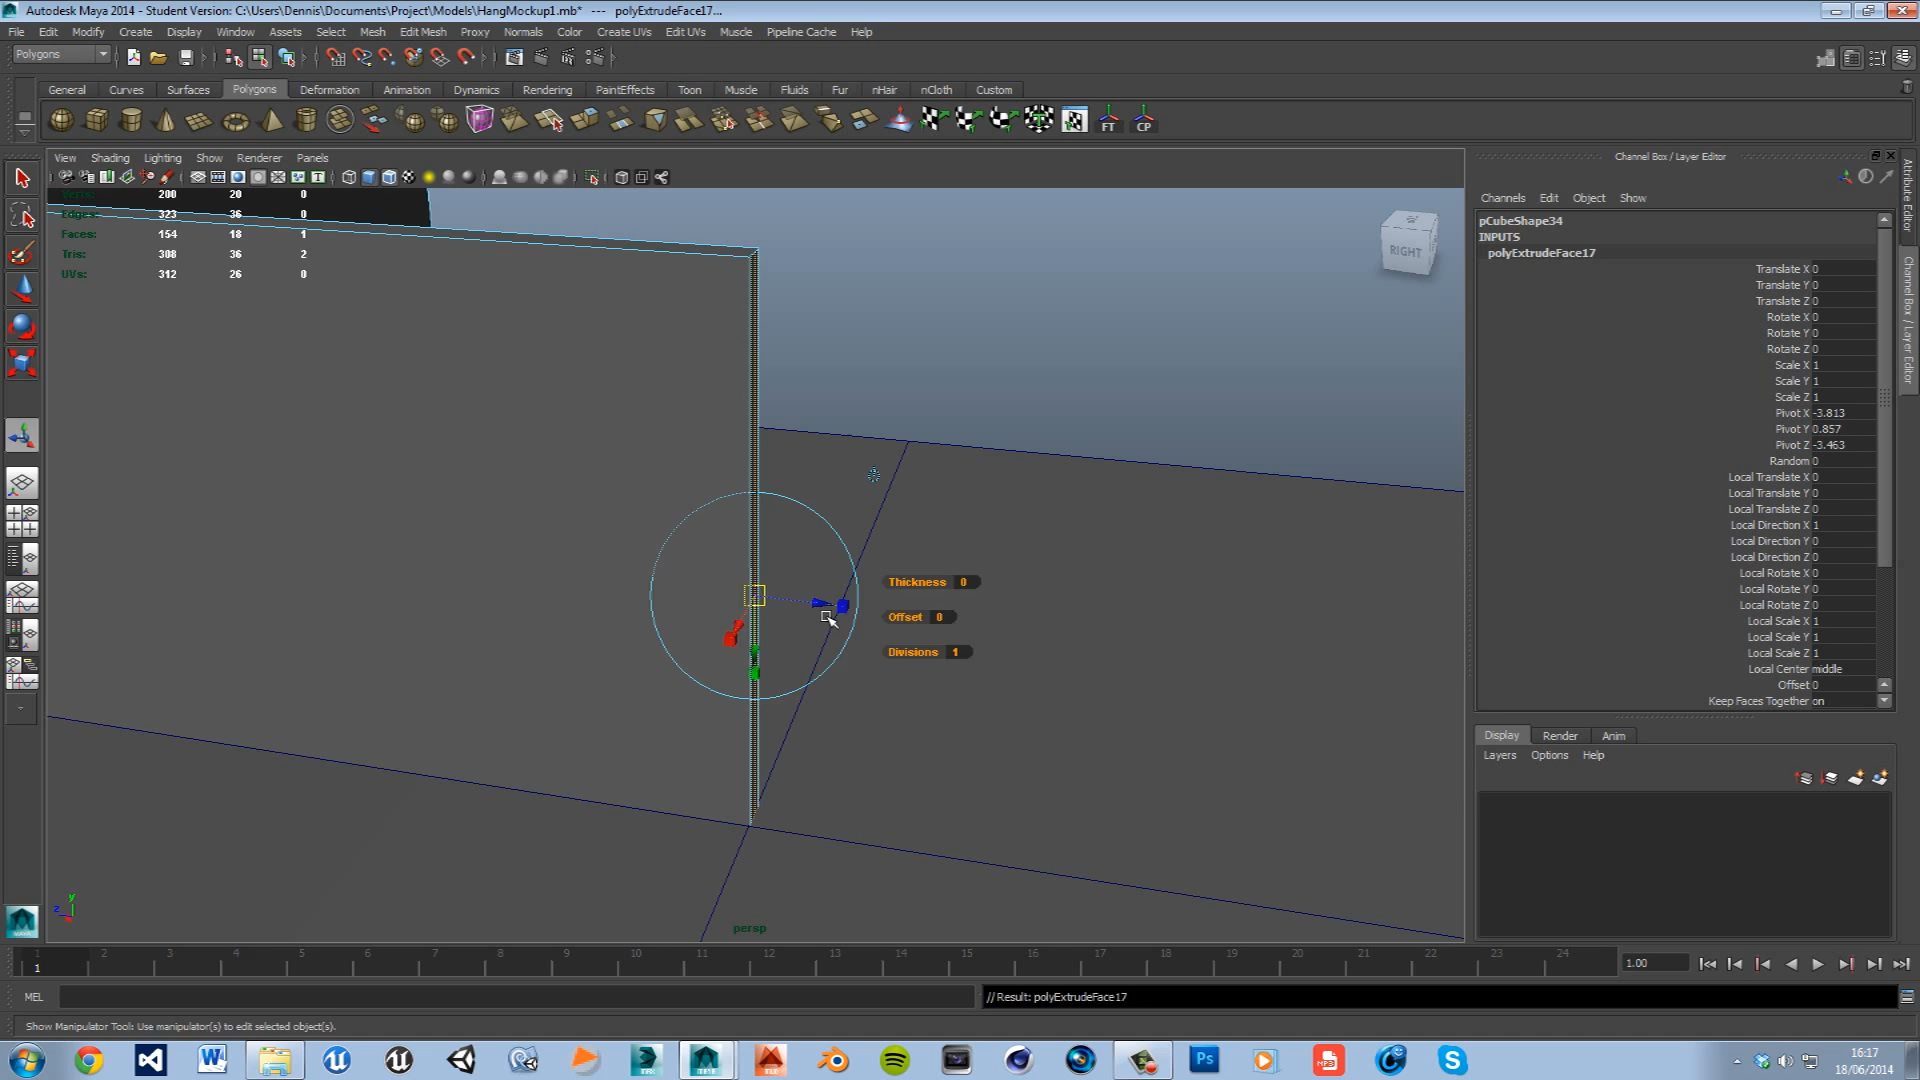 Autodesk Maya 2014 - Student Version: C:\Users\Dennis\Documents\Project\Models\HangMockup1.mb* --- polyExtrudeFace17...
File Edit Modify Create Display Window Assets Select Mesh Edit Mesh Proxy Normals Color Create UVs Edit UVs Muscle Pipeline Cache Help
Polygons
General Curves Surfaces Polygons Deformation Animation Dynamics Rendering PaintEffects Toon Muscle Fluids Fur nHair nCloth Custom
FT CP
View Shading Lighting Show Renderer Panels
Channel Box / Layer Editor
Verts: 200 20 0
Edges: 323 36 0
Faces: 154 18 1
Tris: 308 36 2
UVs: 312 26 0
RIGHT
Thickness 0
Offset 0
Divisions 1
y
z
persp
Channels Edit Object Show
pCubeShape34
INPUTS
polyExtrudeFace17
Translate X 0
Translate Y 0
Translate Z 0
Rotate X 0
Rotate Y 0
Rotate Z 0
Scale X 1
Scale Y 1
Scale Z 1
Pivot X -3.813
Pivot Y 0.857
Pivot Z -3.463
Random 0
Local Translate X 0
Local Translate Y 0
Local Translate Z 0
Local Direction X 1
Local Direction Y 0
Local Direction Z 0
Local Rotate X 0
Local Rotate Y 0
Local Rotate Z 0
Local Scale X 1
Local Scale Y 1
Local Scale Z 1
Local Center middle
Offset 0
Keep Faces Together on
Attribute Editor
Channel Box / Layer Editor
Display Render Anim
Layers Options Help
1 2 3 4 5 6 7 8 9 10 11 12 13 14 15 16 17 18 19 20 21 22 23 24
1
1.00
MEL
// Result: polyExtrudeFace17
Show Manipulator Tool: Use manipulator(s) to edit selected object(s).
Ps
MP3
16:17
18/06/2014